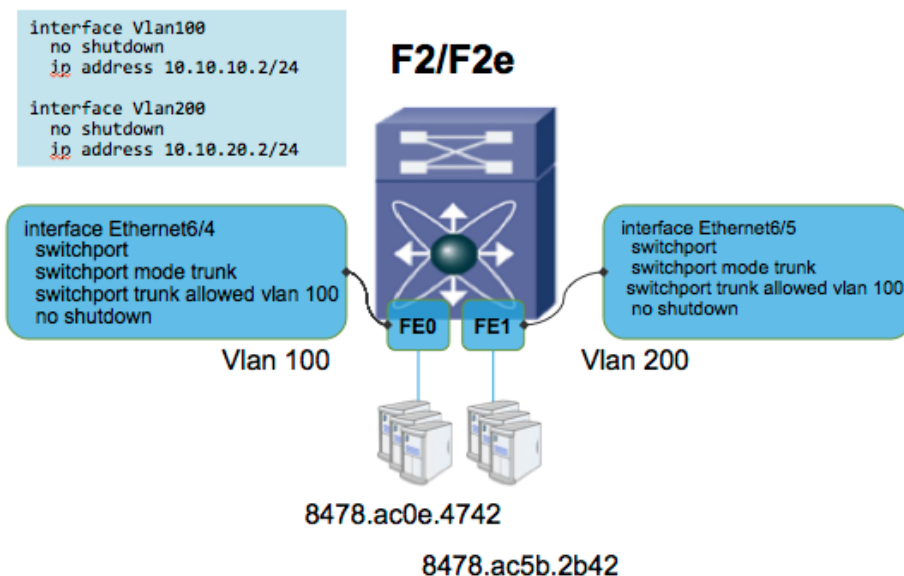 interface Vlan100
no shutdown
ip address 10.10.10.2/24
interface Vlan200
no shutdown
ip address 10.10.20.2/24
F2/F2e
interface Ethernet6/4
switchport
switchport mode trunk
switchport trunk allowed vlan 100
no shutdown
interface Ethernet6/5
switchport
switchport mode trunk
switchport trunk allowed vlan 100
no shutdown
FE0
FE1
Vlan 100
Vlan 200
8478.ac0e.4742
8478.ac5b.2b42